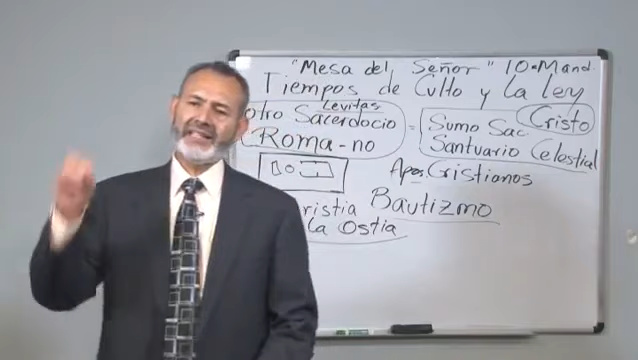 "Mesa del Señor" 10-Mand.
Tiempos de Culto y la Ley
Levitas
otro Sacerdocio = Sumo Sac. Cristo
Roma-no Santuario Celestial
Apos. Cristianos
ristia Bautizmo
la Ostia